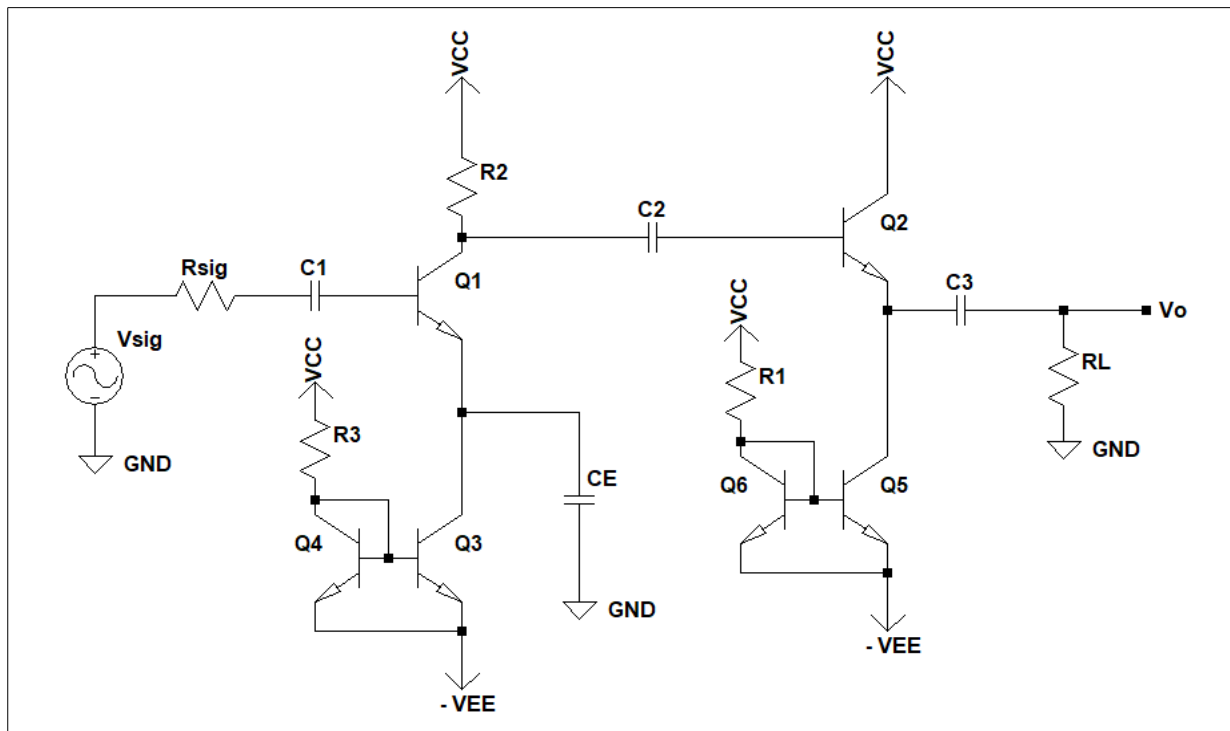 VCC
VCC
R2
C2
Q2
Rsig
C1
Q1
C3
Vo
Vsig
VCC
VCC
R1
RL
R3
GND
GND
CE
Q6
Q5
Q4
Q3
GND
- VEE
- VEE